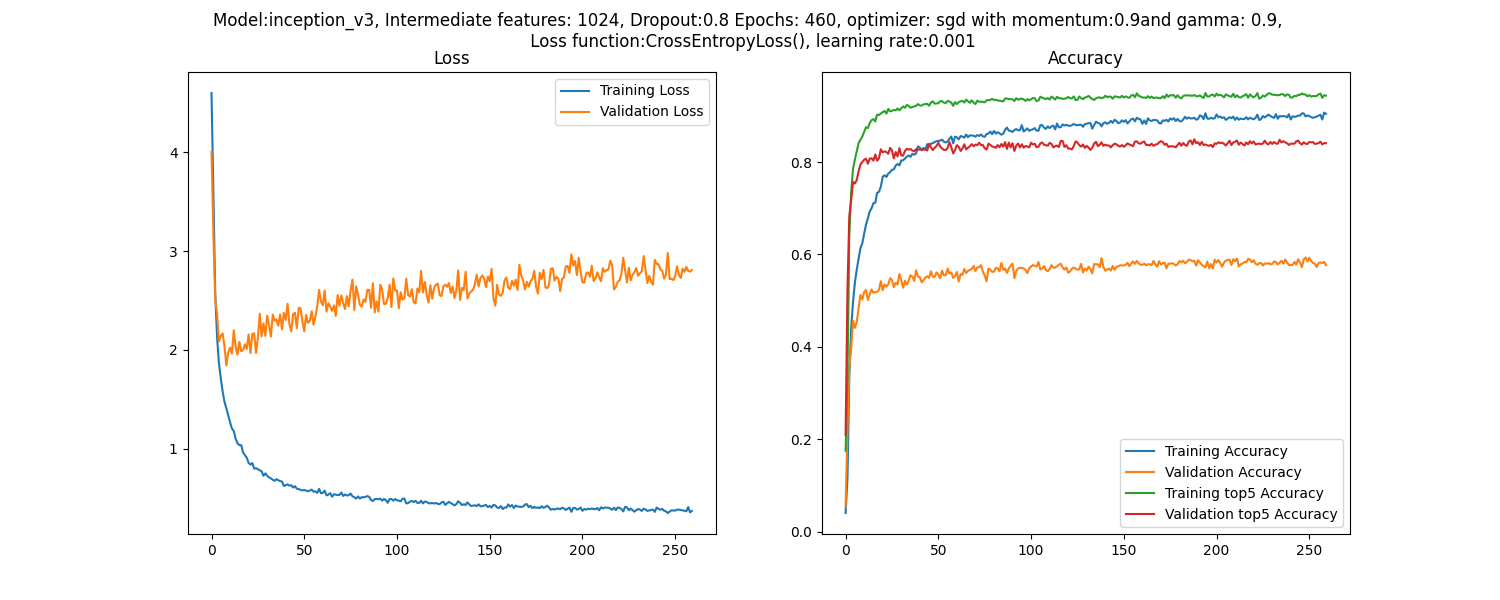 Model:inception_v3, Intermediate features: 1024, Dropout:0.8 Epochs: 460, optimizer: sgd with momentum:0.9and gamma: 0.9,
Loss function:CrossEntropyLoss(), learning rate:0.001
Loss
Training Loss
Validation Loss
4
3
2
1
0
50
100
150
200
250
Accuracy
0.8
0.6
0.4
0.2
0.0
Training Accuracy
Validation Accuracy
Training top5 Accuracy
Validation top5 Accuracy
0
50
100
150
200
250